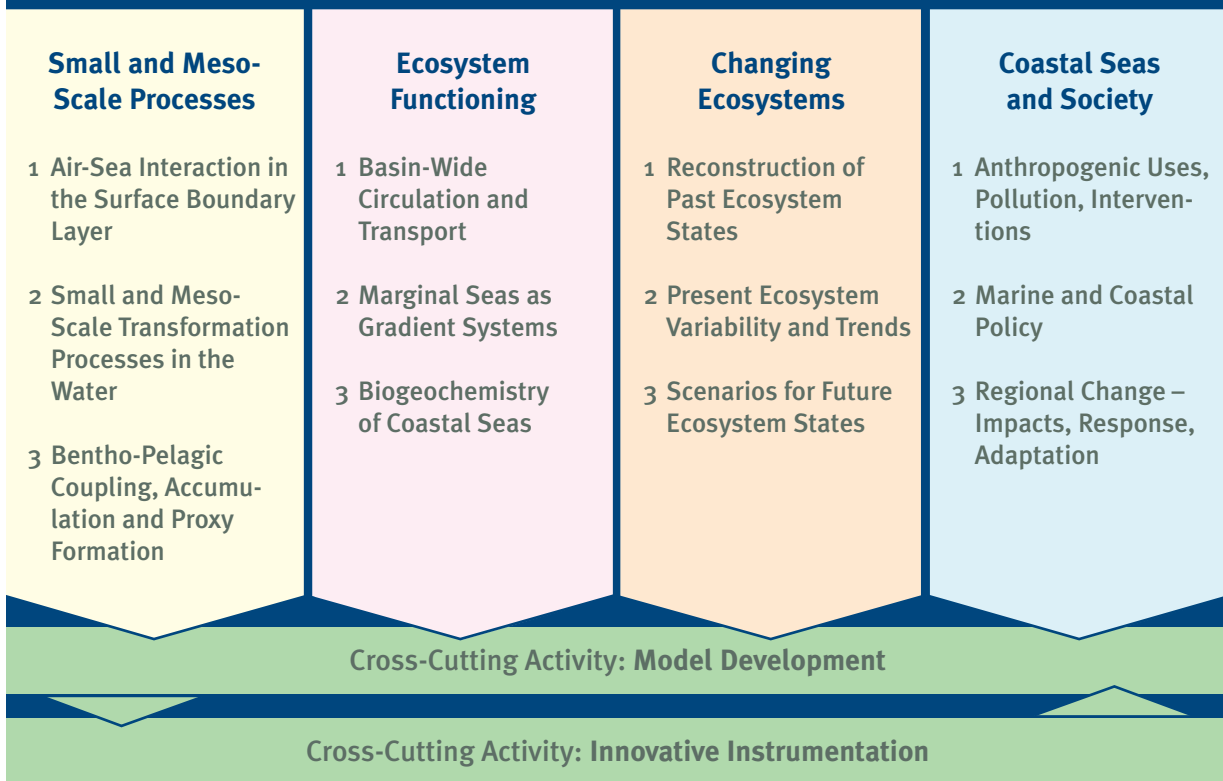 Small and Meso-
Scale Processes
1 Air-Sea Interaction in
the Surface Boundary
Layer
2 Small and Meso-
Scale Transformation
Processes in the
Water
3 Bentho-Pelagic
Coupling, Accumu-
lation and Proxy
Formation
Ecosystem
Functioning
1 Basin-Wide
Circulation and
Transport
2 Marginal Seas as
Gradient Systems
3 Biogeochemistry
of Coastal Seas
Changing
Ecosystems
1 Reconstruction of
Past Ecosystem
States
2 Present Ecosystem
Variability and Trends
3 Scenarios for Future
Ecosystem States
Coastal Seas
and Society
1 Anthropogenic Uses,
Pollution, Interven-
tions
2 Marine and Coastal
Policy
3 Regional Change –
Impacts, Response,
Adaptation
Cross-Cutting Activity: Model Development
Cross-Cutting Activity: Innovative Instrumentation